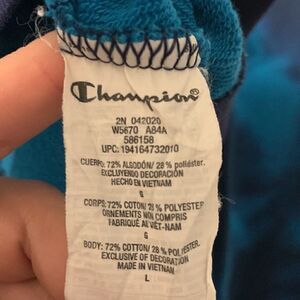 Champion
2N 042020
W5670 A84A
586158
UPC: 194164732010
CUERPO: 72% ALGODÓN/ 28 % poliéster.
EXCLUYENDO DECORACIÓN
HECHO EN VIETNAM
G
CORPS: 72% COTON/ 28 % POLYESTER
ORNEMENTS NON COMPRIS
FABRIQUÉ AU VIÊT-NAM
G
BODY: 72% COTTON/ 28 % POLYESTER
EXCLUSIVE OF DECORATION
MADE IN VIETNAM
L